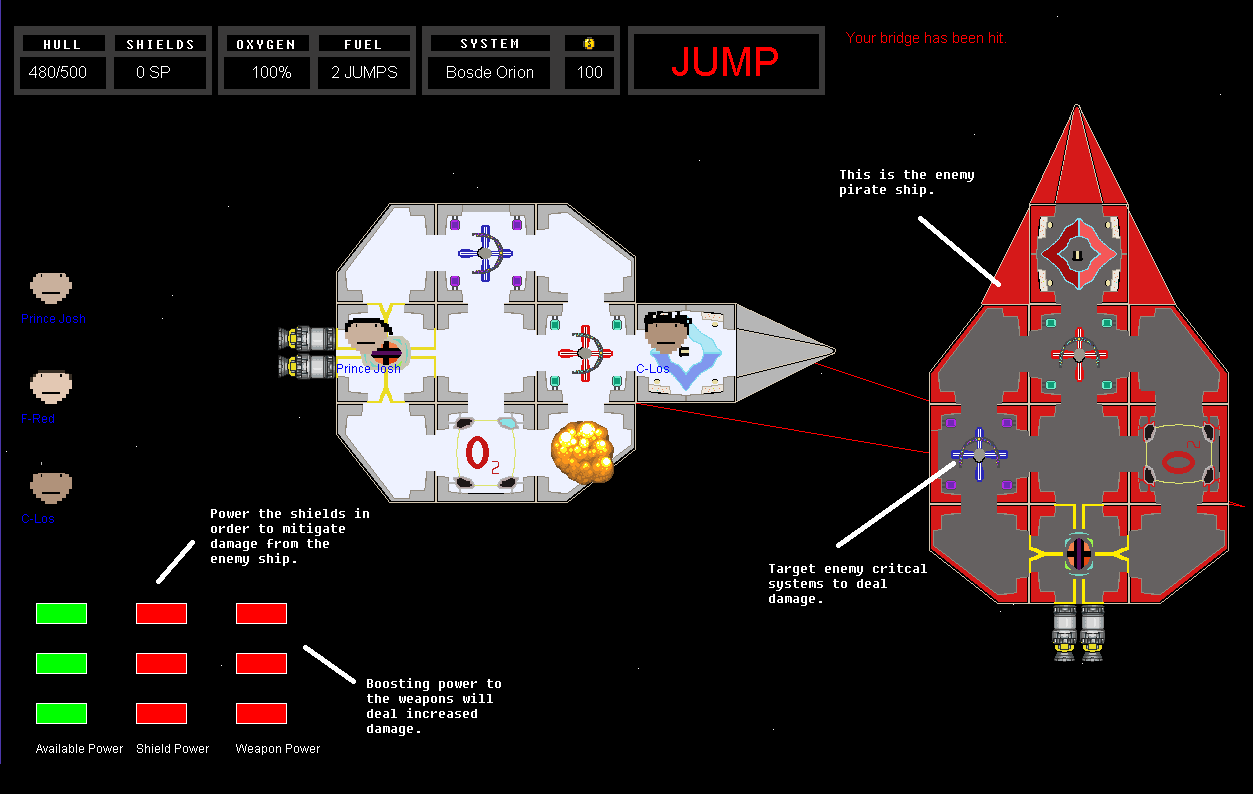 HULL SHIELDS OXYGEN FUEL SYSTEM
480/500 0 SP 100% 2 JUMPS Bosde Orion 100
JUMP
Your bridge has been hit.
This is the enemy
pirate ship.
Prince Josh
F-Red
C-Los
Prince Josh
C-Los
O2
O2
Power the shields in
order to mitigate
damage from the
enemy ship.
Target enemy critcal
systems to deal
damage.
Boosting power to
the weapons will
deal increased
damage.
Available Power Shield Power Weapon Power